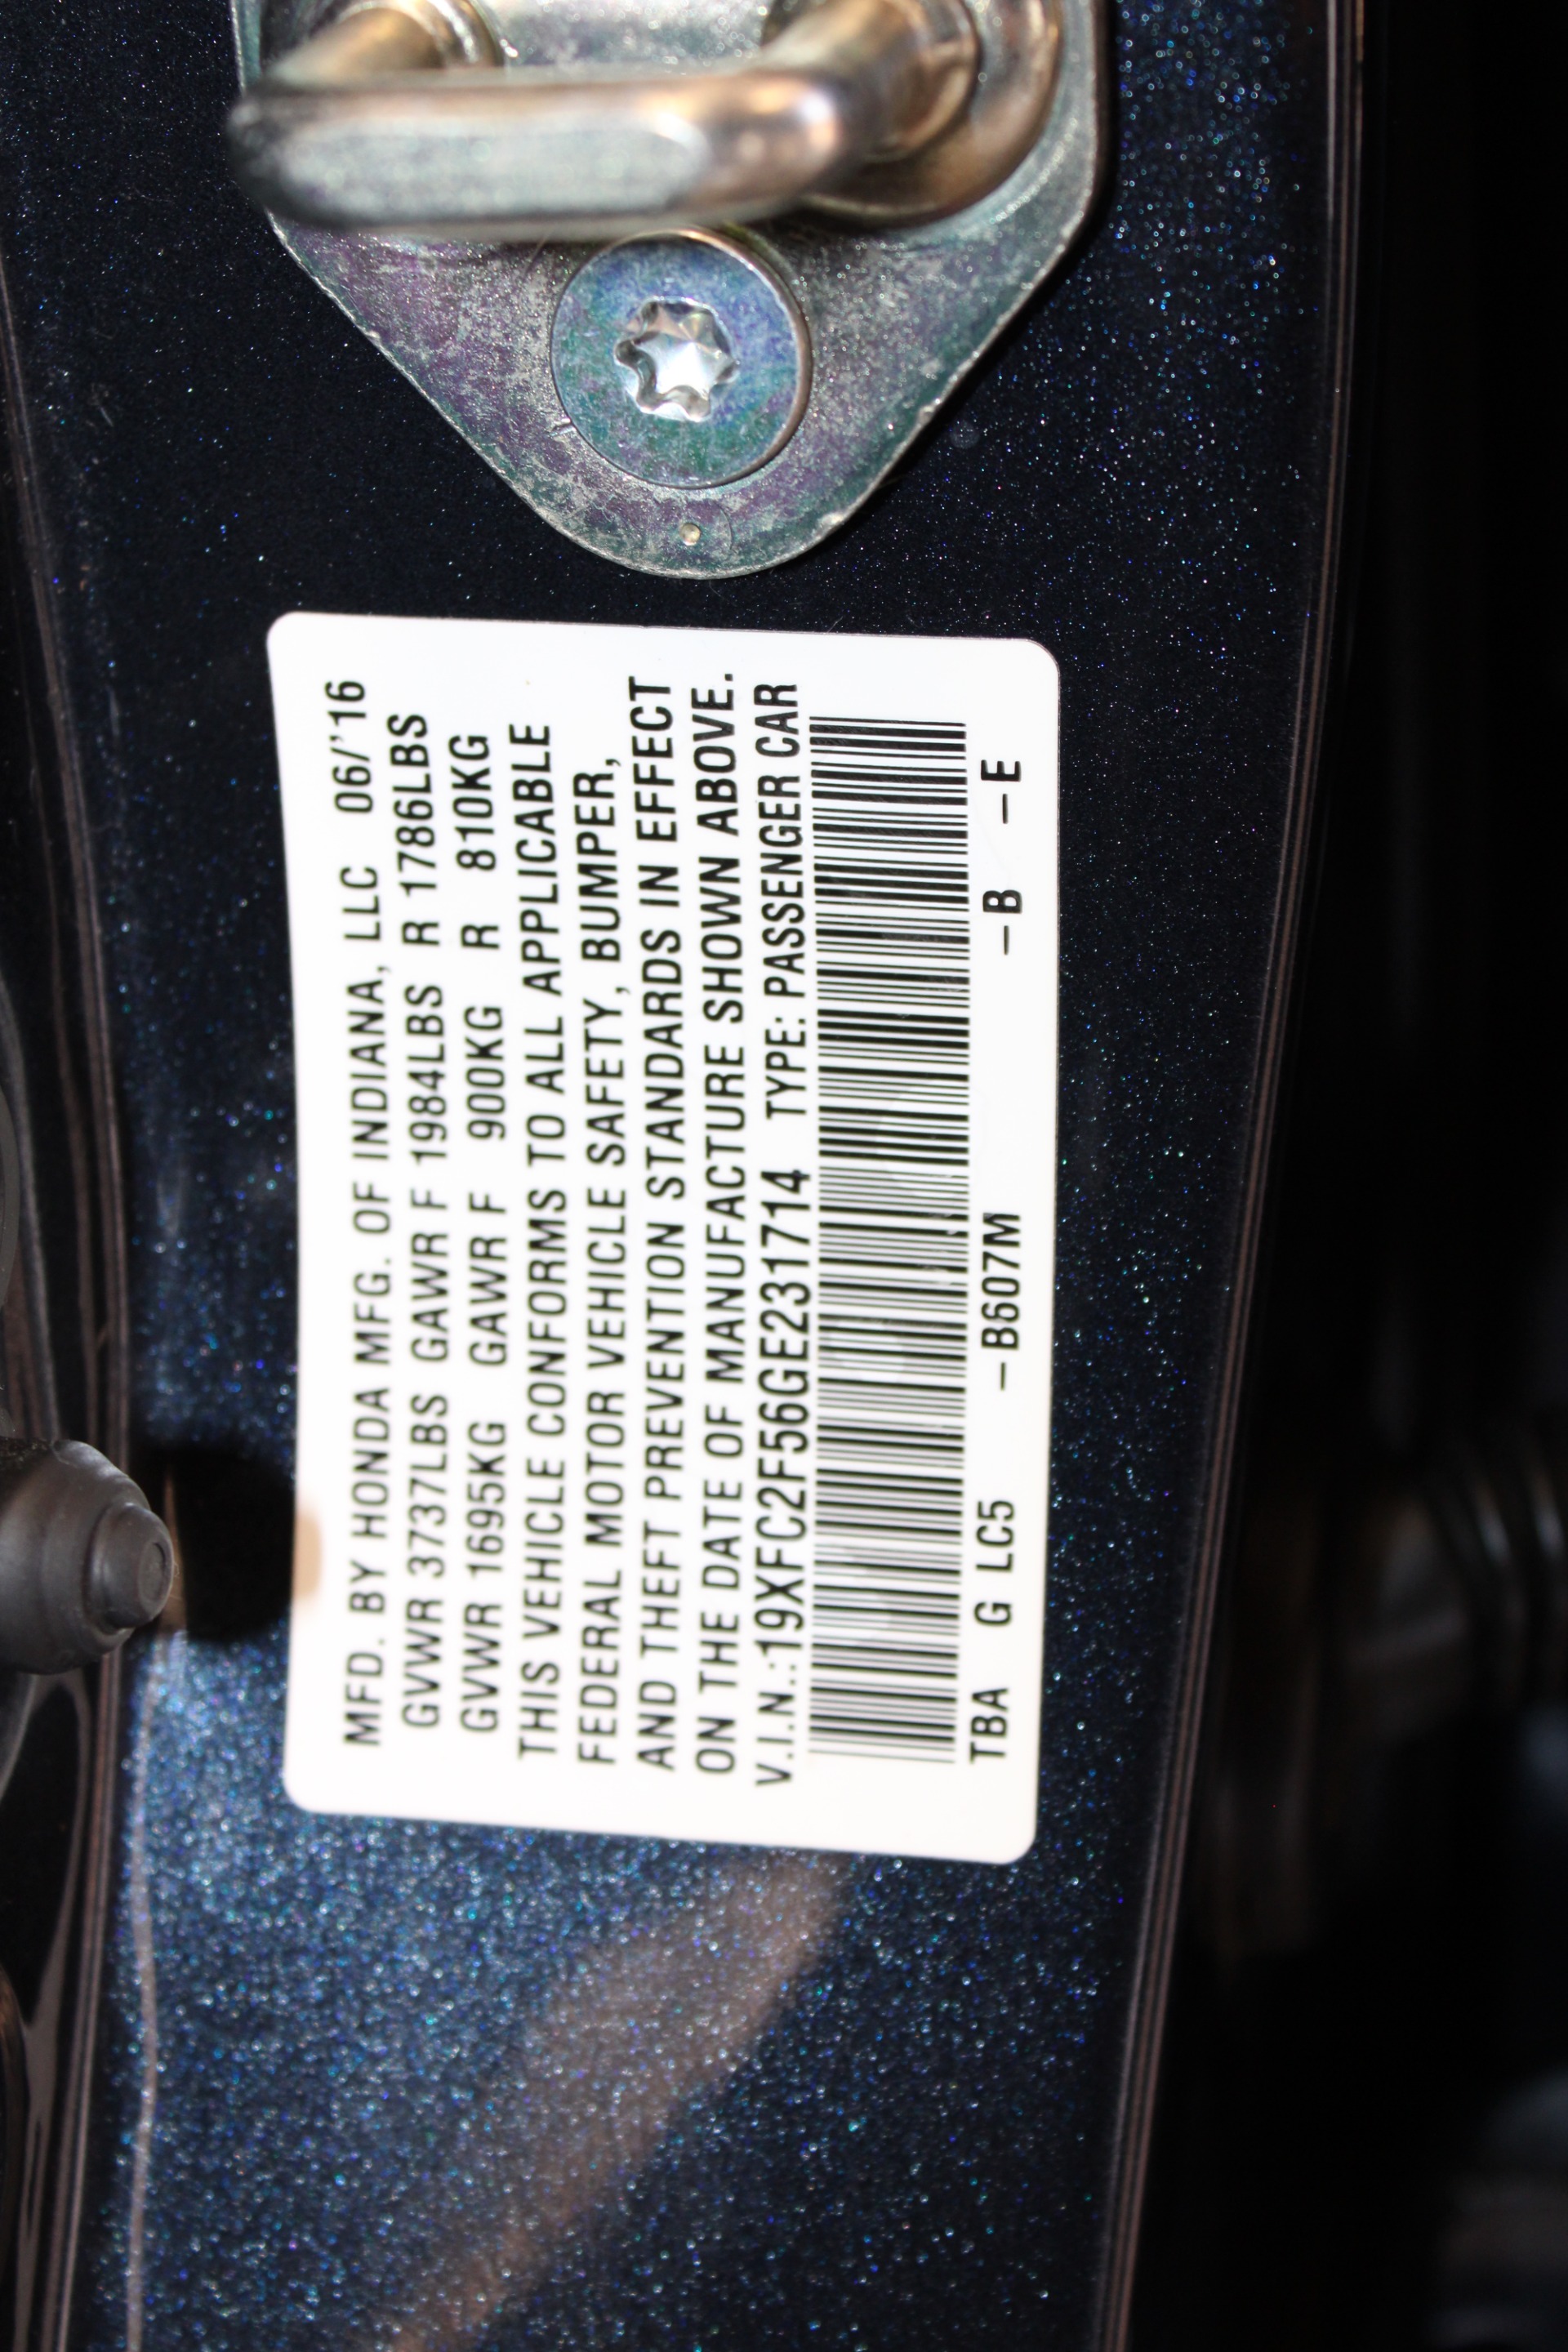 MFD. BY HONDA MFG. OF INDIANA, LLC 06/'16
GVWR 3737LBS GAWR F 1984LBS R 1786LBS
GVWR 1695KG GAWR F 900KG R 810KG
THIS VEHICLE CONFORMS TO ALL APPLICABLE
FEDERAL MOTOR VEHICLE SAFETY, BUMPER,
AND THEFT PREVENTION STANDARDS IN EFFECT
ON THE DATE OF MANUFACTURE SHOWN ABOVE.
V.I.N.:19XFC2F56GE231714 TYPE: PASSENGER CAR
TBA G LC5 –B607M –B –E